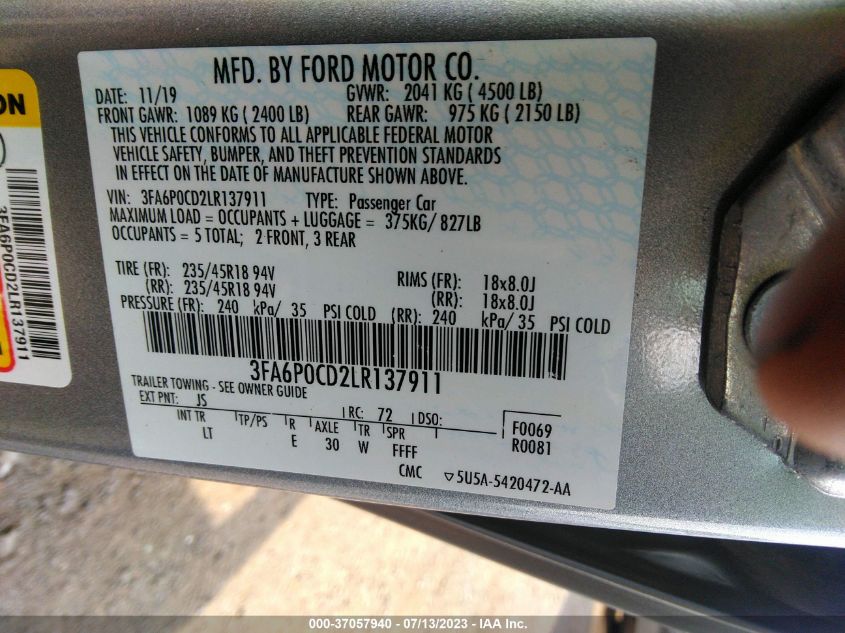 ON
3FA6P0CD2LR137911
MFD. BY FORD MOTOR CO.
DATE: 11/19 GVWR: 2041 KG ( 4500 LB)
FRONT GAWR: 1089 KG ( 2400 LB) REAR GAWR: 975 KG ( 2150 LB)
THIS VEHICLE CONFORMS TO ALL APPLICABLE FEDERAL MOTOR
VEHICLE SAFETY, BUMPER, AND THEFT PREVENTION STANDARDS
IN EFFECT ON THE DATE OF MANUFACTURE SHOWN ABOVE.
VIN: 3FA6P0CD2LR137911 TYPE: Passenger Car
MAXIMUM LOAD = OCCUPANTS + LUGGAGE = 375KG/ 827LB
OCCUPANTS = 5 TOTAL; 2 FRONT, 3 REAR
TIRE (FR): 235/45R18 94V RIMS (FR): 18x8.0J
(RR): 235/45R18 94V (RR): 18x8.0J
PRESSURE (FR): 240 kPa/ 35 PSI COLD (RR): 240 kPa/ 35 PSI COLD
3FA6P0CD2LR137911
TRAILER TOWING - SEE OWNER GUIDE
EXT PNT: JS RC: 72 DSO: F0069
INT TR TP/PS R AXLE TR SPR R0081
LT E 30 W FFFF
CMC ▽5U5A-5420472-AA
000-37057940 - 07/13/2023 - IAA Inc.